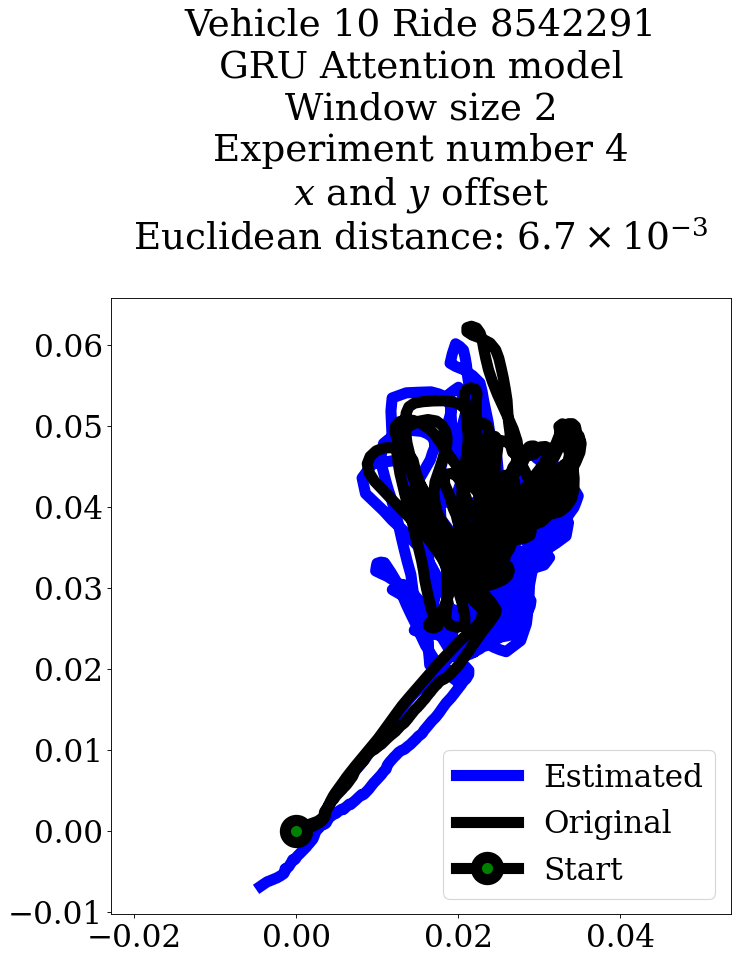 Vehicle 10 Ride 8542291
GRU Attention model
Window size 2
Experiment number 4
x and y offset
Euclidean distance: 6.7 × 10⁻³
0.06
0.05
0.04
0.03
0.02
0.01
0.00
−0.01
−0.02
0.00
0.02
0.04
Estimated
Original
Start